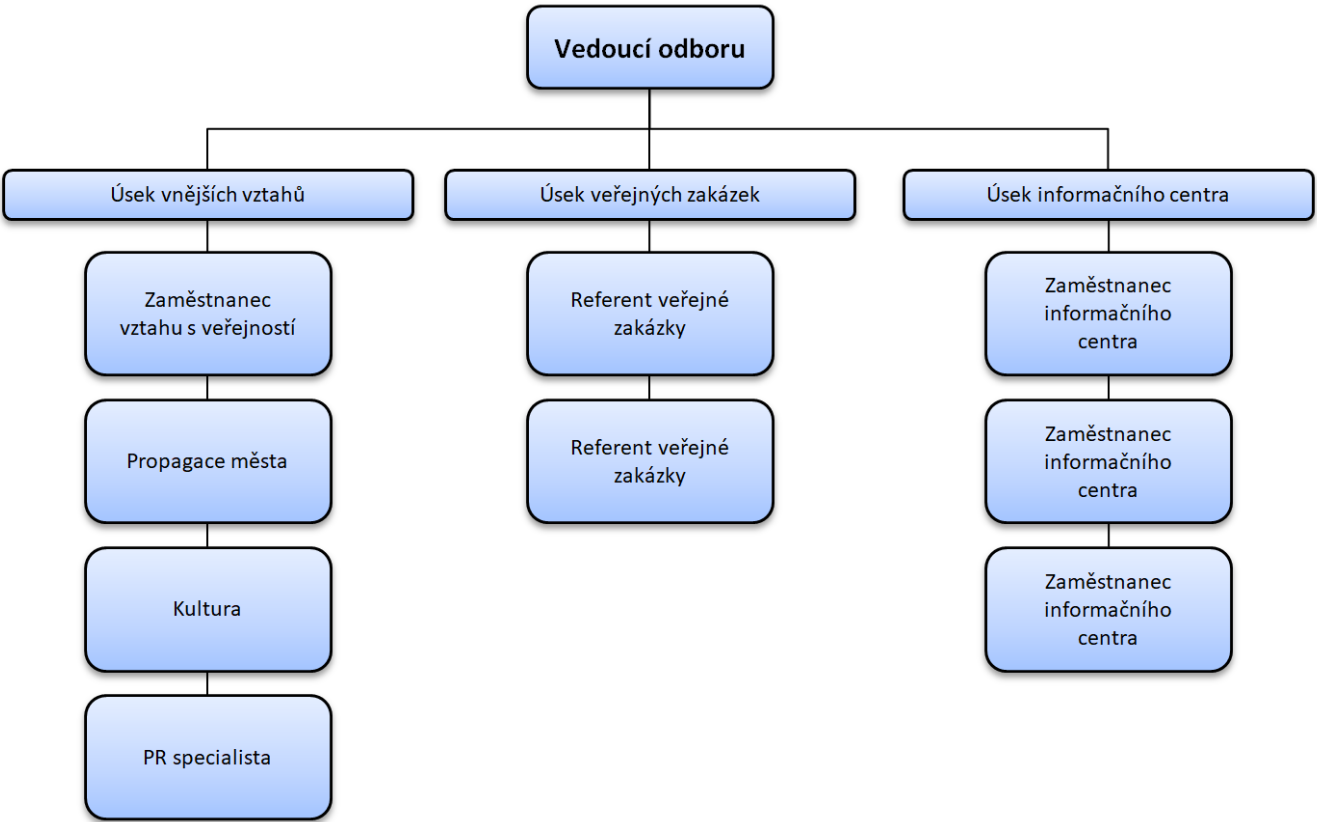 Vedoucí odboru
Úsek vnějších vztahů
Úsek veřejných zakázek
Úsek informačního centra
Zaměstnanec
vztahu s veřejností
Propagace města
Kultura
PR specialista
Referent veřejné
zakázky
Referent veřejné
zakázky
Zaměstnanec
informačního
centra
Zaměstnanec
informačního
centra
Zaměstnanec
informačního
centra